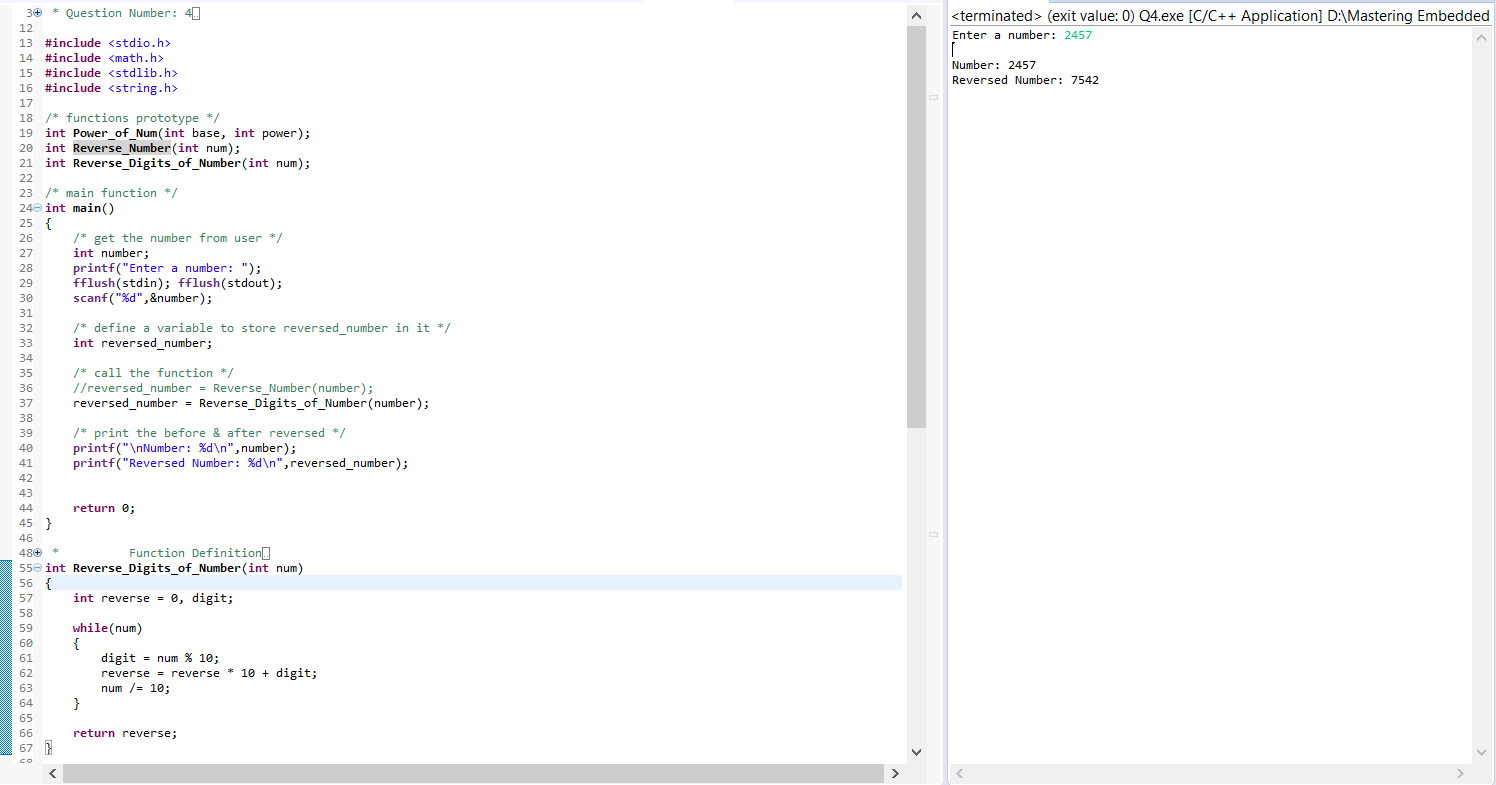 3 * Question Number: 4
12
13 #include <stdio.h>
14 #include <math.h>
15 #include <stdlib.h>
16 #include <string.h>
17
18 /* functions prototype */
19 int Power_of_Num(int base, int power);
20 int Reverse_Number(int num);
21 int Reverse_Digits_of_Number(int num);
22
23 /* main function */
24 int main()
25 {
26 /* get the number from user */
27 int number;
28 printf("Enter a number: ");
29 fflush(stdin); fflush(stdout);
30 scanf("%d",&number);
31
32 /* define a variable to store reversed_number in it */
33 int reversed_number;
34
35 /* call the function */
36 //reversed_number = Reverse_Number(number);
37 reversed_number = Reverse_Digits_of_Number(number);
38
39 /* print the before & after reversed */
40 printf("\nNumber: %d\n",number);
41 printf("Reversed Number: %d\n",reversed_number);
42
43
44 return 0;
45 }
46
48 * Function Definition
55 int Reverse_Digits_of_Number(int num)
56 {
57 int reverse = 0, digit;
58
59 while(num)
60 {
61 digit = num % 10;
62 reverse = reverse * 10 + digit;
63 num /= 10;
64 }
65
66 return reverse;
67 }
68
<terminated> (exit value: 0) Q4.exe [C/C++ Application] D:\Mastering Embedded
Enter a number: 2457
Number: 2457
Reversed Number: 7542